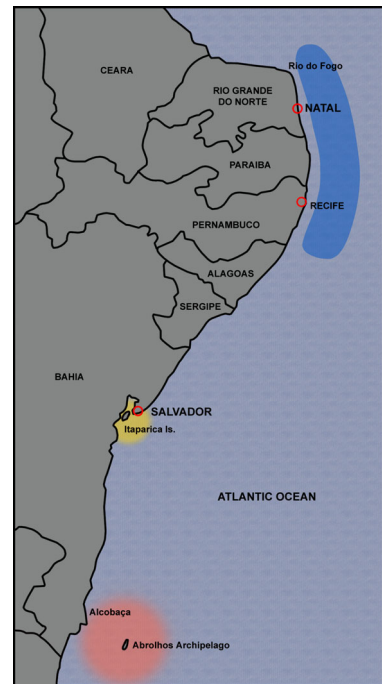 Rio do Fogo
CEARA
RIO GRANDE
DO NORTE
NATAL
PARAIBA
RECIFE
PERNAMBUCO
ALAGOAS
SERGIPE
BAHIA
SALVADOR
Itaparica Is.
ATLANTIC OCEAN
Alcobaça
Abrolhos Archipelago